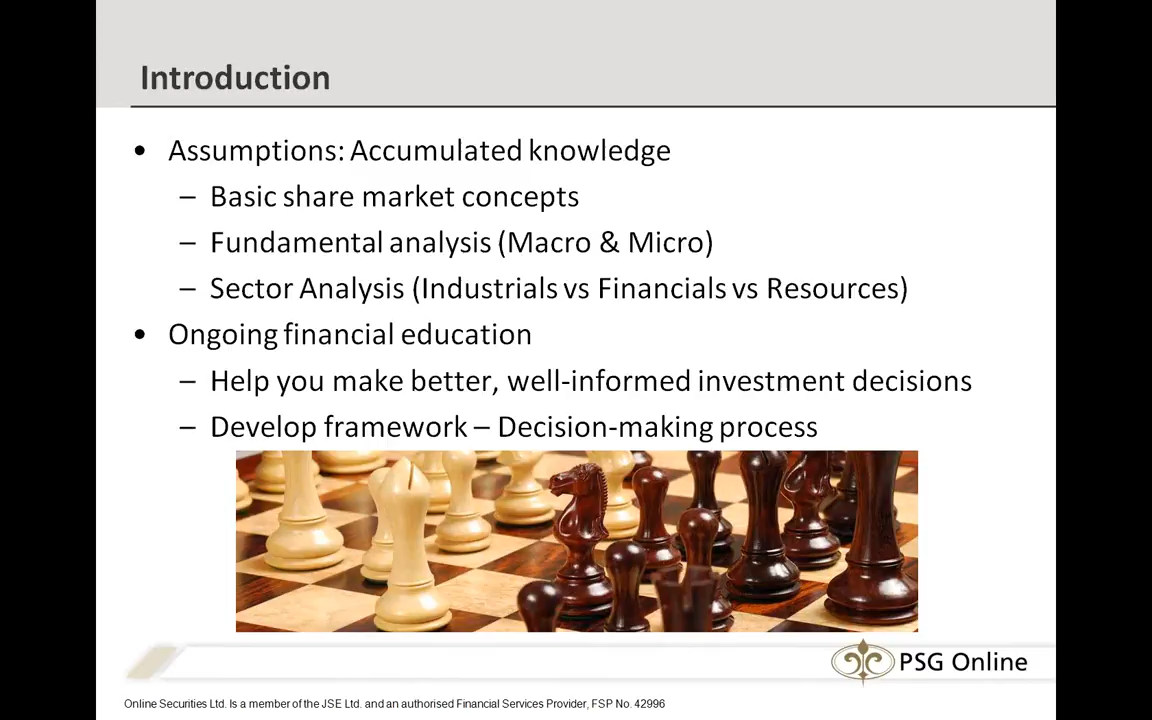 Introduction
• Assumptions: Accumulated knowledge
– Basic share market concepts
– Fundamental analysis (Macro & Micro)
– Sector Analysis (Industrials vs Financials vs Resources)
• Ongoing financial education
– Help you make better, well-informed investment decisions
– Develop framework – Decision-making process
PSG Online
Online Securities Ltd. Is a member of the JSE Ltd. and an authorised Financial Services Provider, FSP No. 42996